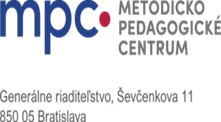 mpc
METODICKO
PEDAGOGICKÉ
CENTRUM
Generálne riaditeľstvo, Ševčenkova 11
850 05 Bratislava